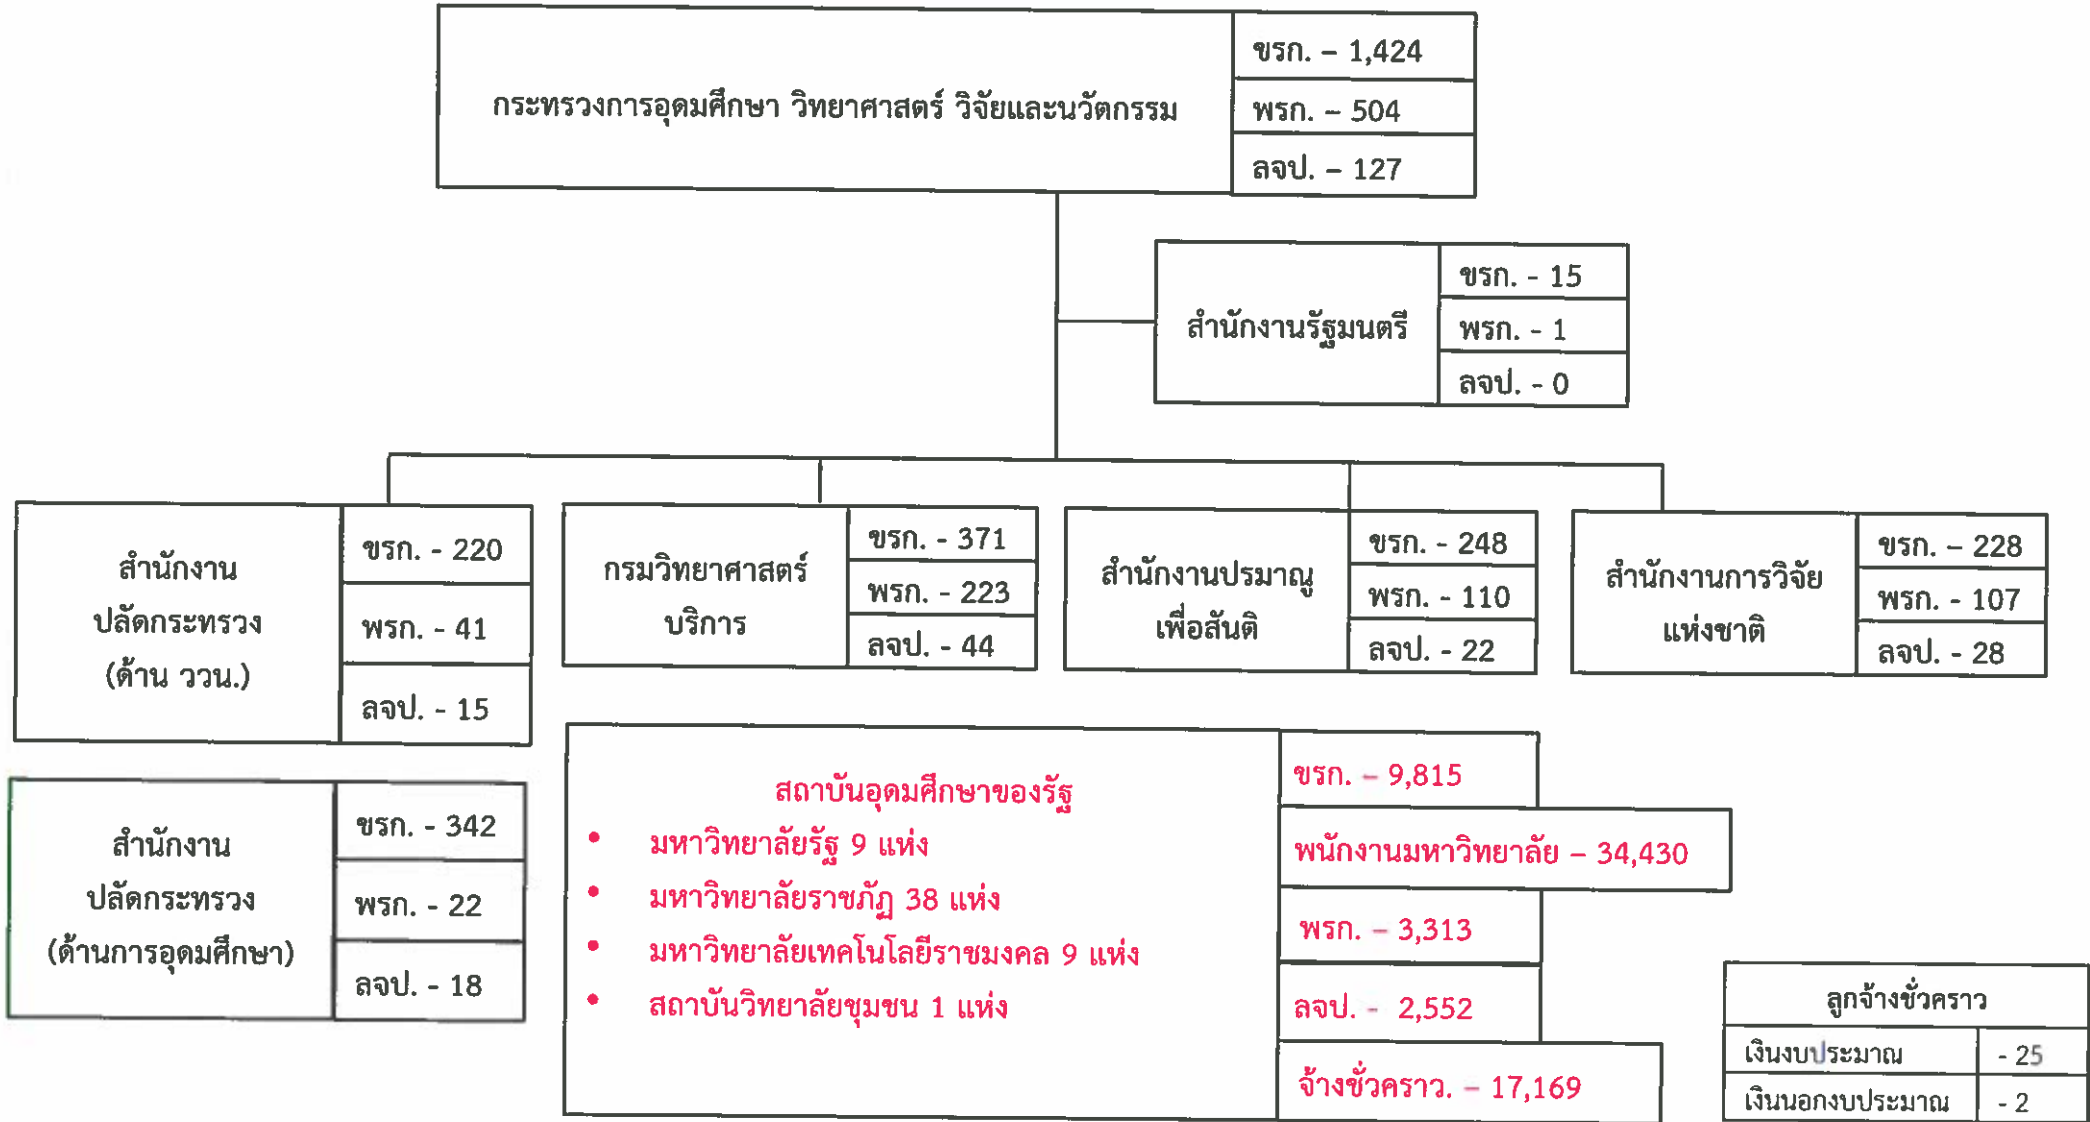 กระทรวงการอุดมศึกษา วิทยาศาสตร์ วิจัยและนวัตกรรม
ขรก. – 1,424
พรก. – 504
ลจป. – 127
สำนักงานรัฐมนตรี
ขรก. - 15
พรก. - 1
ลจป. - 0
สำนักงาน
ปลัดกระทรวง
(ด้าน ววน.)
ขรก. - 220
พรก. - 41
ลจป. - 15
กรมวิทยาศาสตร์
บริการ
ขรก. - 371
พรก. - 223
ลจป. - 44
สำนักงานปรมาณู
เพื่อสันติ
ขรก. - 248
พรก. - 110
ลจป. - 22
สำนักงานการวิจัย
แห่งชาติ
ขรก. – 228
พรก. - 107
ลจป. - 28
สำนักงาน
ปลัดกระทรวง
(ด้านการอุดมศึกษา)
ขรก. - 342
พรก. - 22
ลจป. - 18
สถาบันอุดมศึกษาของรัฐ
• มหาวิทยาลัยรัฐ 9 แห่ง
• มหาวิทยาลัยราชภัฏ 38 แห่ง
• มหาวิทยาลัยเทคโนโลยีราชมงคล 9 แห่ง
• สถาบันวิทยาลัยชุมชน 1 แห่ง
ขรก. – 9,815
พนักงานมหาวิทยาลัย – 34,430
พรก. – 3,313
ลจป. - 2,552
จ้างชั่วคราว. – 17,169
ลูกจ้างชั่วคราว
เงินงบประมาณ - 25
เงินนอกงบประมาณ - 2